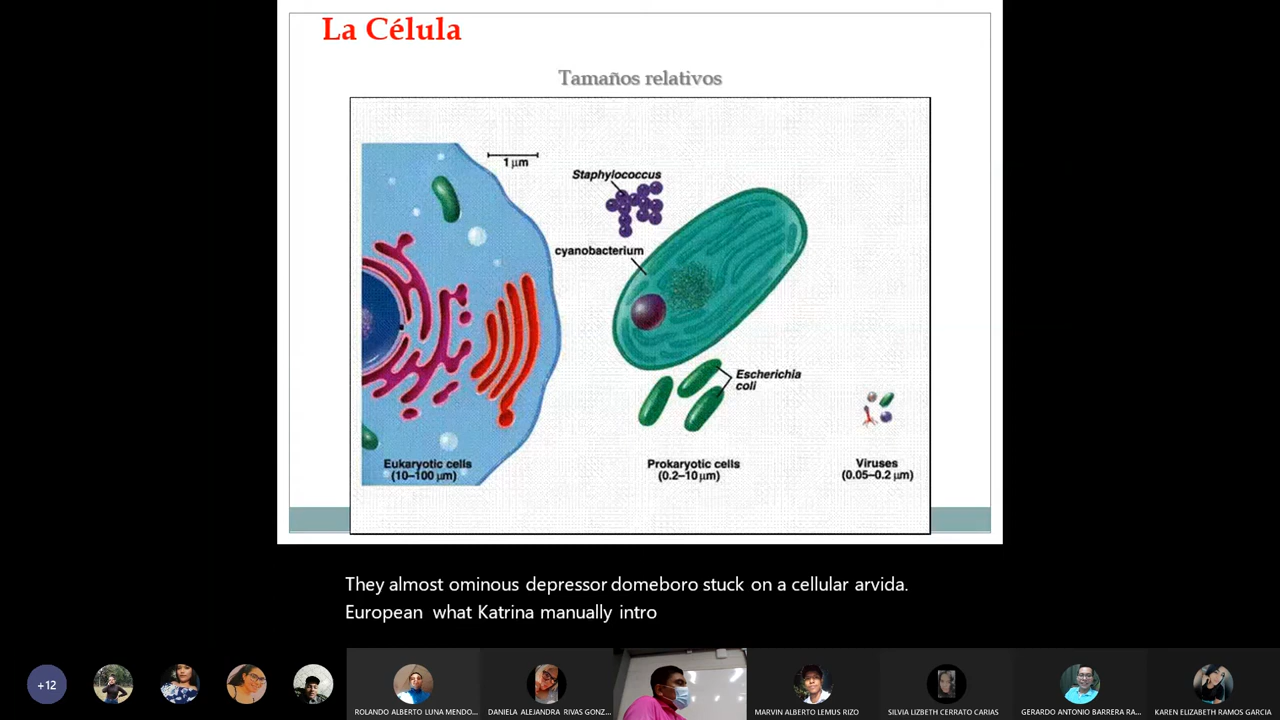 La Célula
Tamaños relativos
1 μm
Staphylococcus
cyanobacterium
Escherichia
coli
Eukaryotic cells
(10–100 μm)
Prokaryotic cells
(0.2–10 μm)
Viruses
(0.05–0.2 μm)
They almost ominous depressor domeboro stuck on a cellular arvida.
European what Katrina manually intro
+12
ROLANDO ALBERTO LUNA MENDO...
DANIELA ALEJANDRA RIVAS GONZ...
MARVIN ALBERTO LEMUS RIZO
SILVIA LIZBETH CERRATO CARIAS
GERARDO ANTONIO BARRERA RA...
KAREN ELIZABETH RAMOS GARCIA